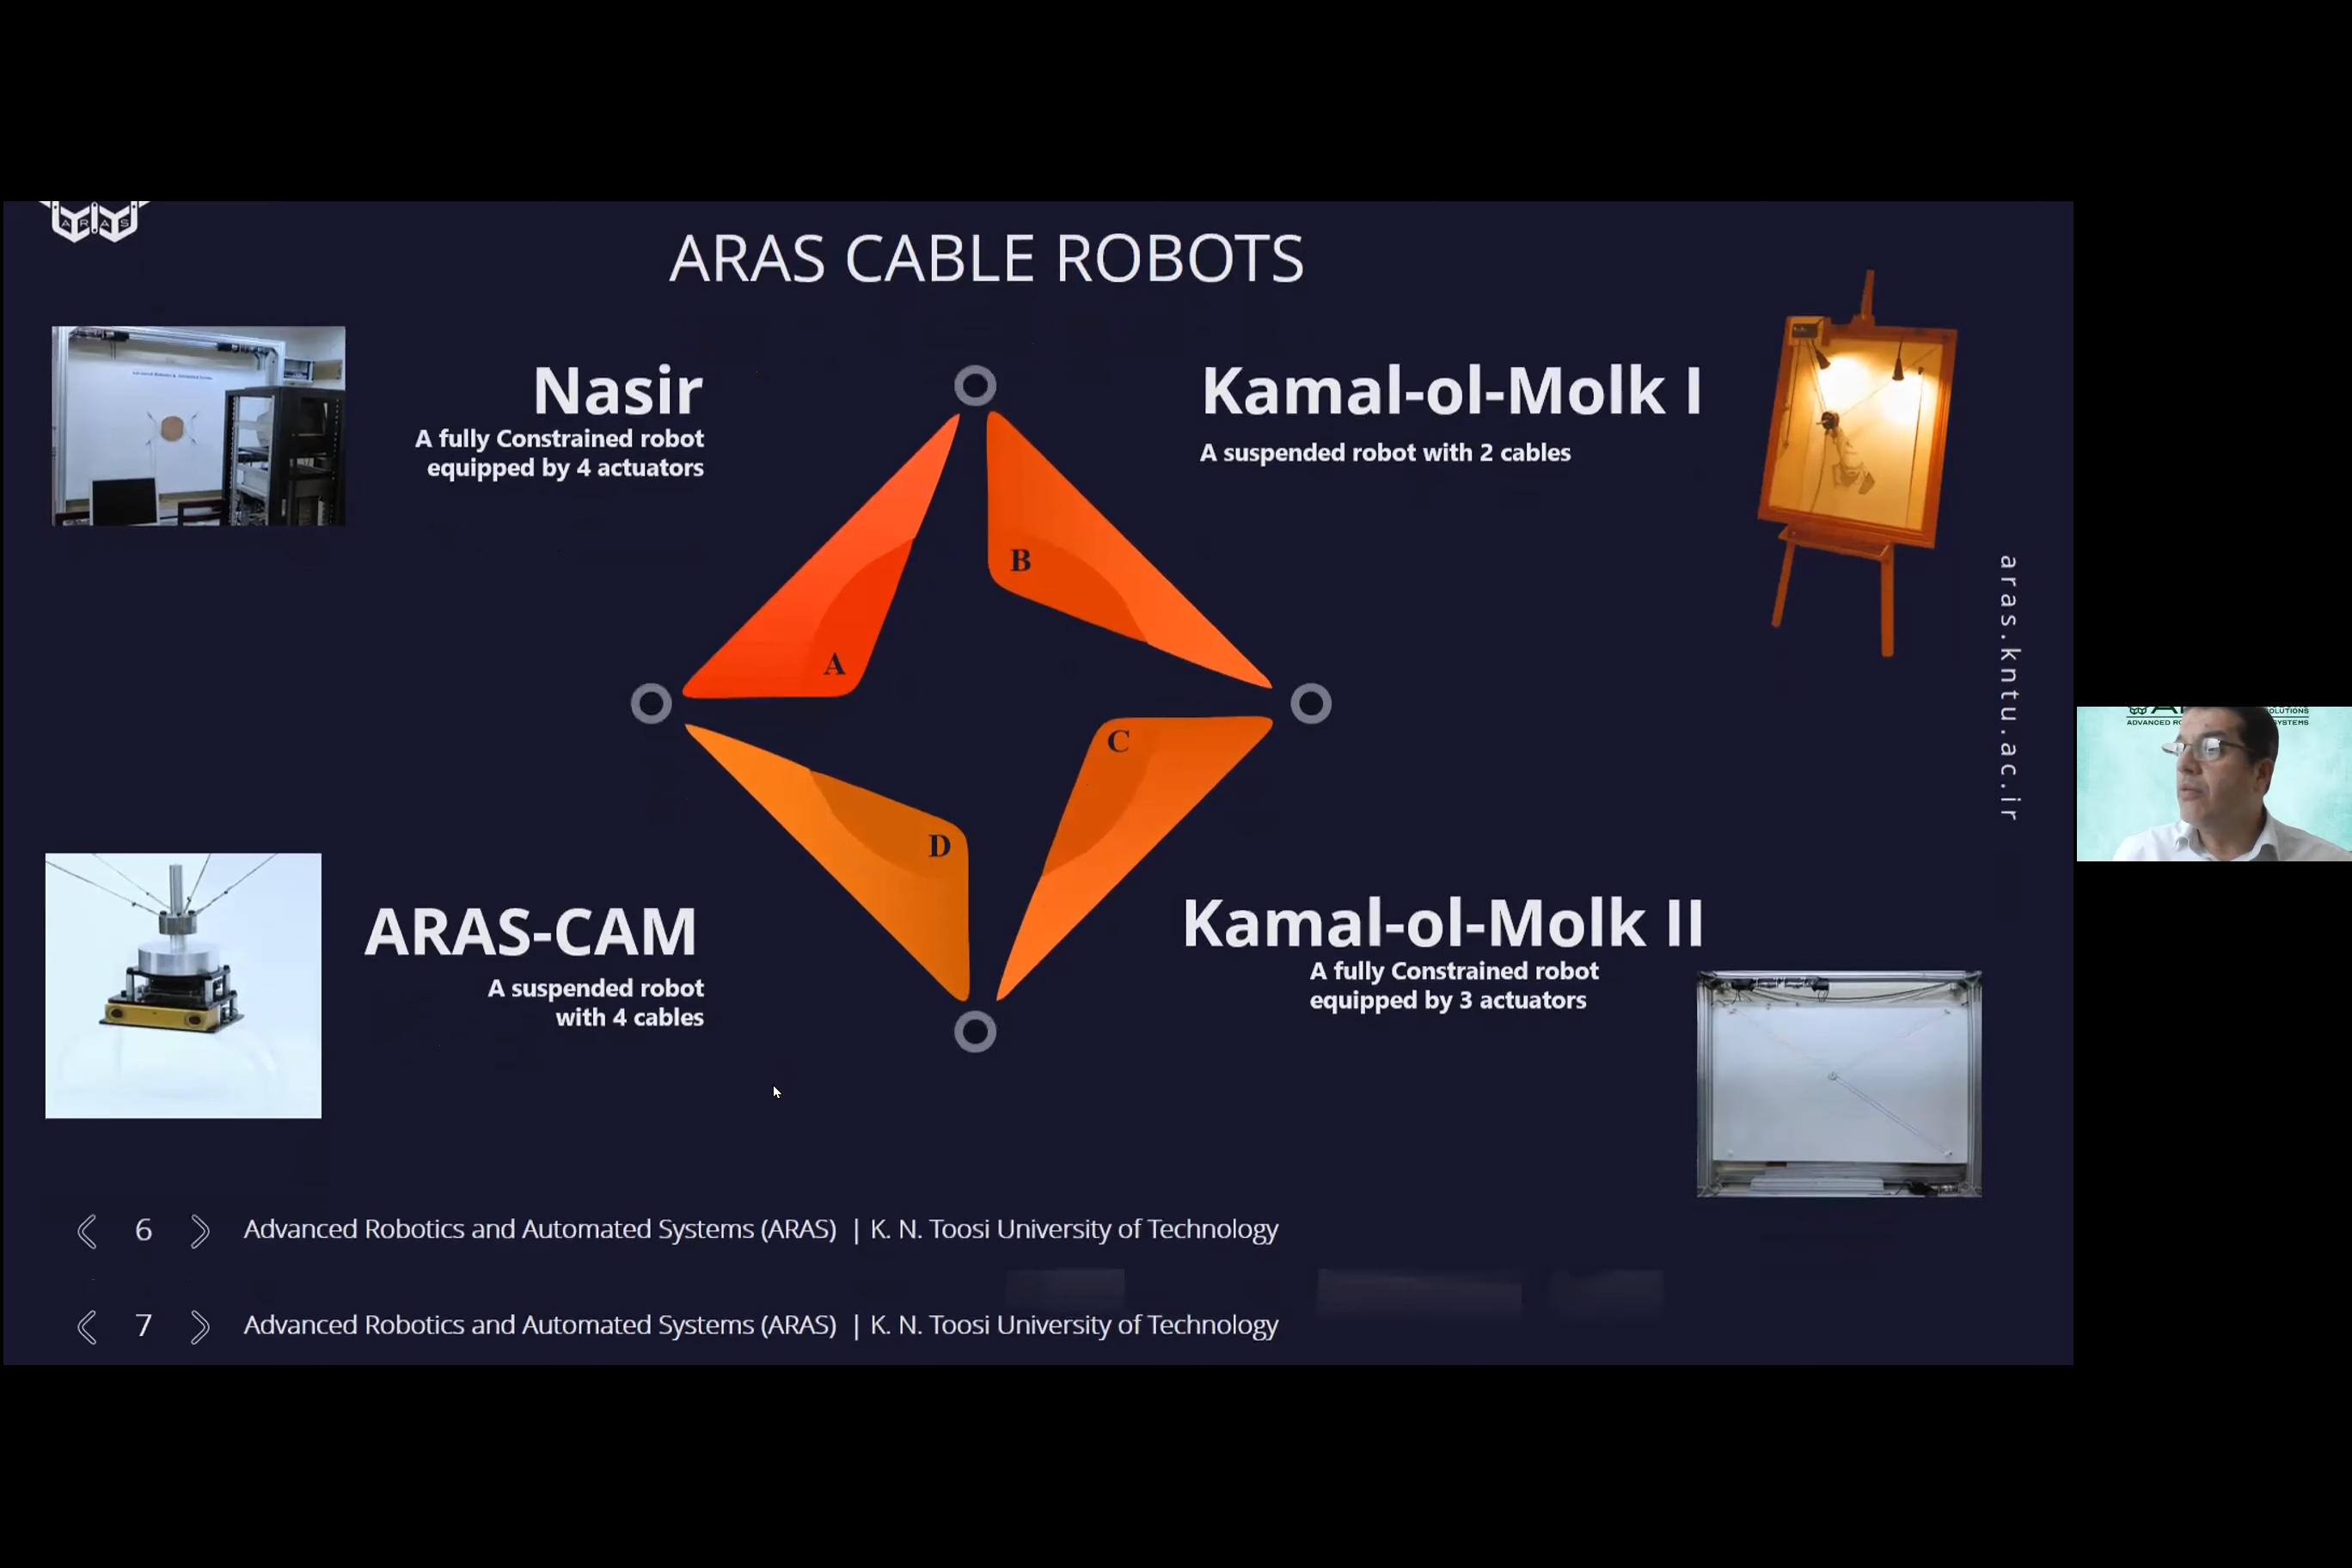 ARAS
ARAS CABLE ROBOTS
Nasir
A fully Constrained robot
equipped by 4 actuators
Kamal-ol-Molk I
A suspended robot with 2 cables
A
B
C
D
ARAS-CAM
A suspended robot
with 4 cables
Kamal-ol-Molk II
A fully Constrained robot
equipped by 3 actuators
aras.kntu.ac.ir
6 Advanced Robotics and Automated Systems (ARAS) | K. N. Toosi University of Technology
7 Advanced Robotics and Automated Systems (ARAS) | K. N. Toosi University of Technology